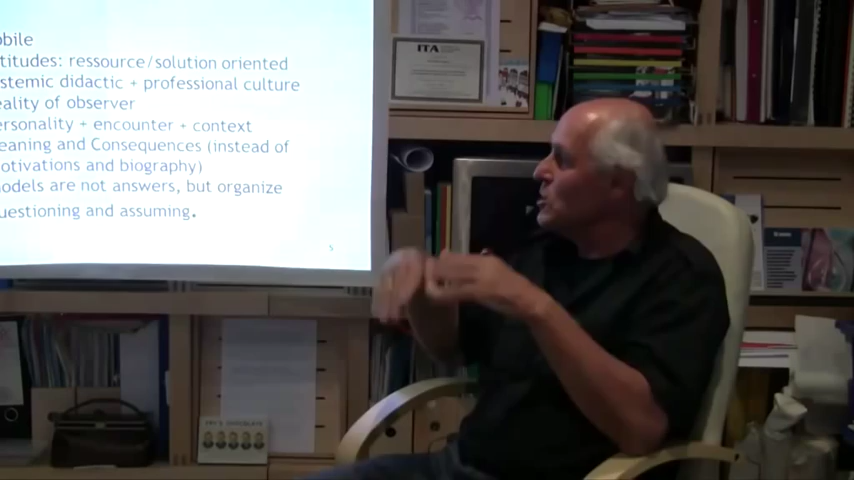 obile
titudes: ressource/solution oriented
stemic didactic + professional culture
eality of observer
ersonality + encounter + context
eaning and Consequences (instead of
otivations and biography)
odels are not answers, but organize
uestioning and assuming.
5
ITA